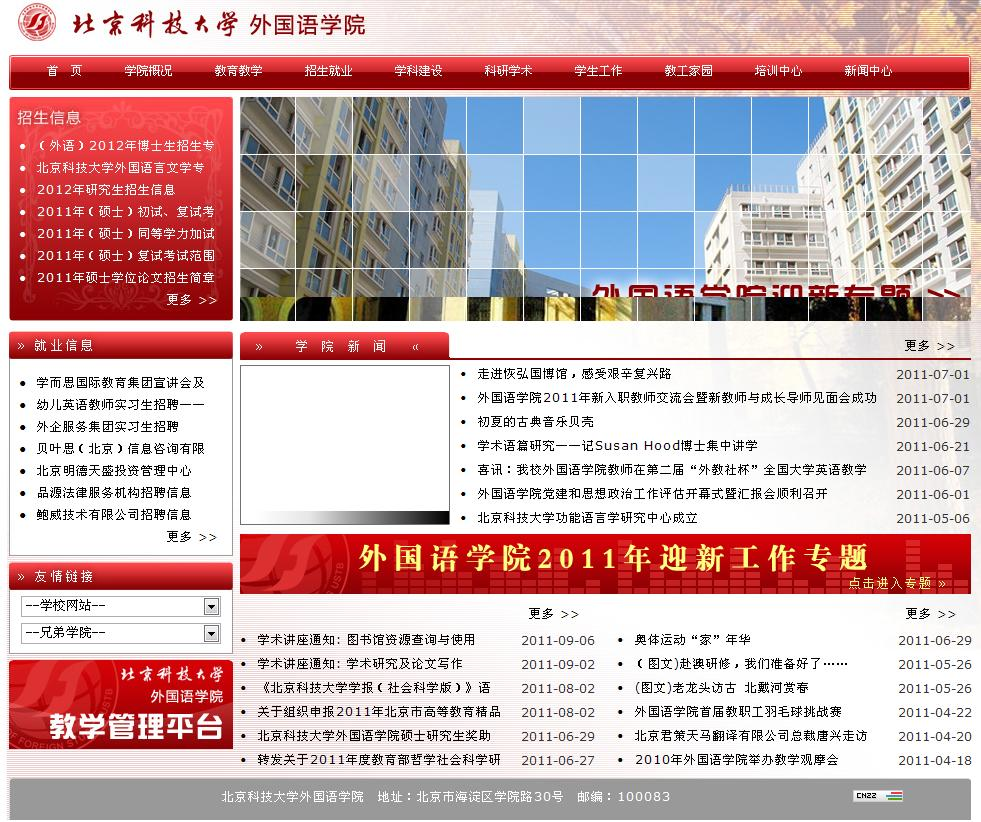 北京科技大学 外国语学院
首 页 学院概况 教育教学 招生就业 学科建设 科研学术 学生工作 教工家园 培训中心 新闻中心
招生信息
（外语）2012年博士生招生专
北京科技大学外国语言文学专
2012年研究生招生信息
2011年（硕士）初试、复试考
2011年（硕士）同等学力加试
2011年（硕士）复试考试范围
2011年硕士学位论文招生简章
更多 >>
外国语学院迎新专题 >>
» 就业信息
学而思国际教育集团宣讲会及
幼儿英语教师实习生招聘——
外企服务集团实习生招聘
贝叶思（北京）信息咨询有限
北京明德天盛投资管理中心
品源法律服务机构招聘信息
鲍威技术有限公司招聘信息
更多 >>
» 学 院 新 闻 «
更多 >>
走进恢弘国博馆，感受艰辛复兴路 2011-07-01
外国语学院2011年新入职教师交流会暨新教师与成长导师见面会成功 2011-07-01
初夏的古典音乐贝壳 2011-06-29
学术语篇研究——记Susan Hood博士集中讲学 2011-06-21
喜讯：我校外国语学院教师在第二届“外教社杯”全国大学英语教学 2011-06-07
外国语学院党建和思想政治工作评估开幕式暨汇报会顺利召开 2011-06-01
北京科技大学功能语言学研究中心成立 2011-05-06
外国语学院2011年迎新工作专题
点击进入专题 »
» 友情链接
--学校网站--
--兄弟学院--
北京科技大学
外国语学院
教学管理平台
更多 >>
学术讲座通知: 图书馆资源查询与使用 2011-09-06
学术讲座通知: 学术研究及论文写作 2011-09-02
《北京科技大学学报（社会科学版）》语 2011-08-02
关于组织申报2011年北京市高等教育精品 2011-08-02
北京科技大学外国语学院硕士研究生奖助 2011-06-29
转发关于2011年度教育部哲学社会科学研 2011-06-27
更多 >>
奥体运动“家”年华 2011-06-29
（图文)赴澳研修，我们准备好了…… 2011-05-26
(图文)老龙头访古 北戴河赏春 2011-05-26
外国语学院首届教职工羽毛球挑战赛 2011-04-22
北京君策天马翻译有限公司总裁唐兴走访 2011-04-20
2010年外国语学院举办教学观摩会 2011-04-18
北京科技大学外国语学院 地址：北京市海淀区学院路30号 邮编：100083
CNZZ